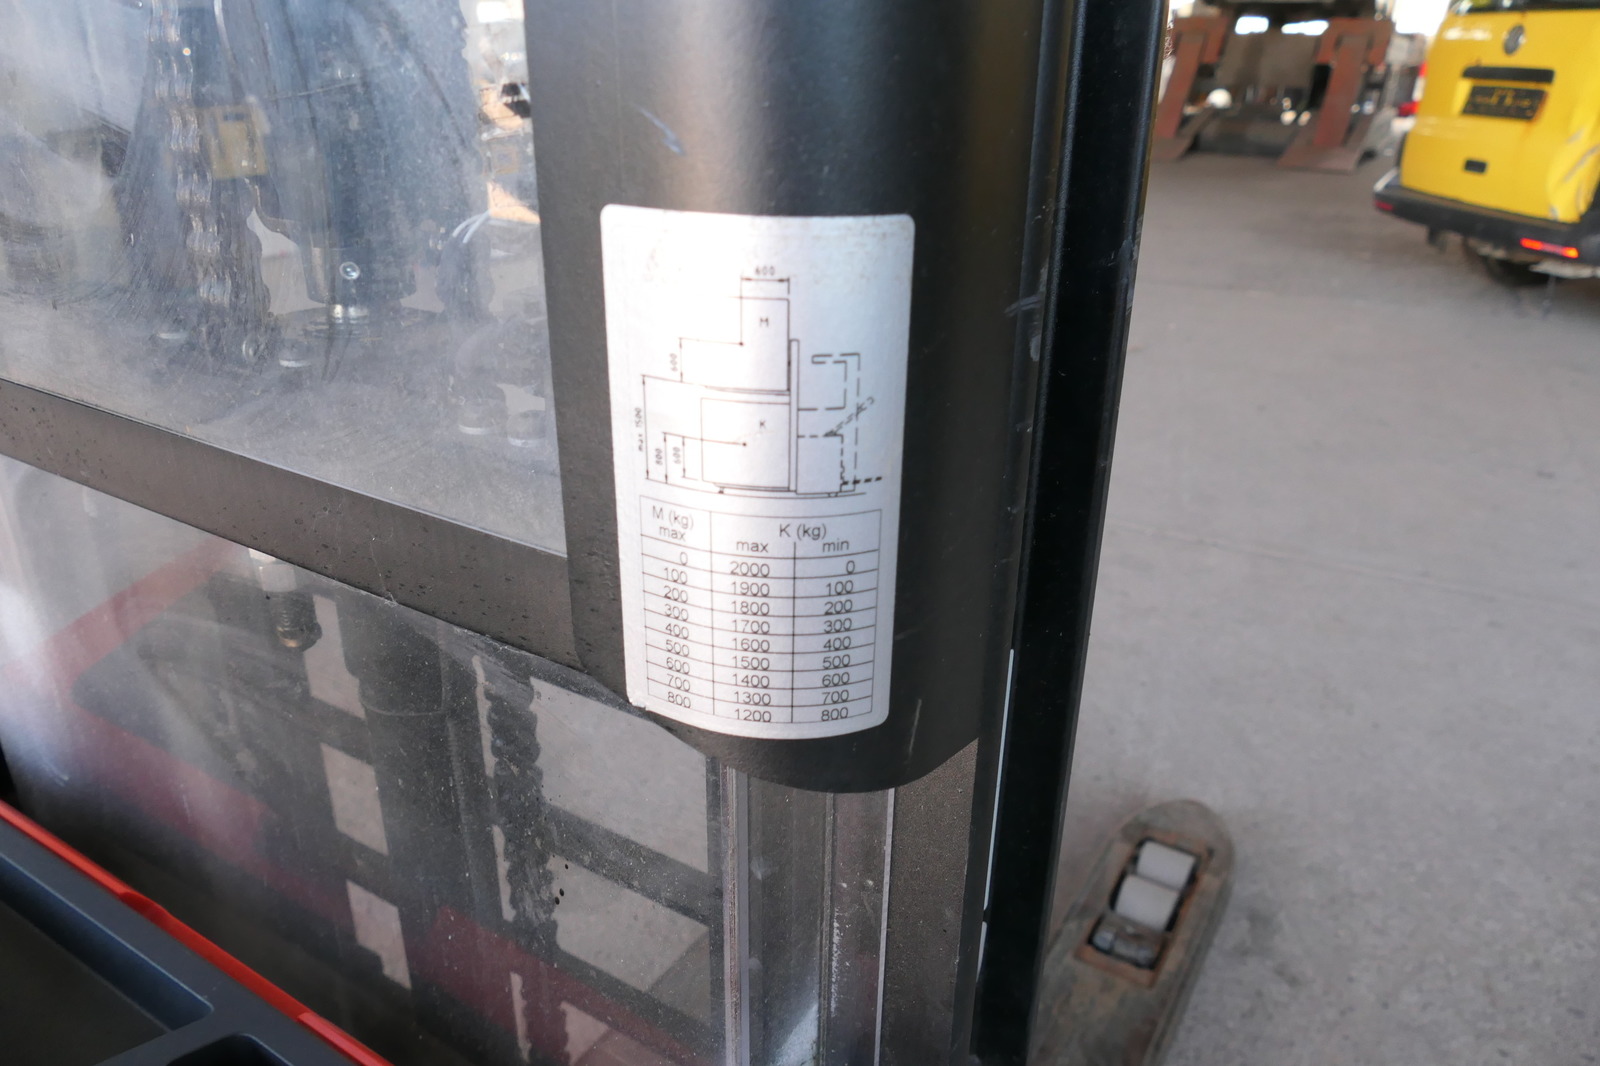 600
M
600
max 1500
K
800
600
M (kg) K (kg)
max max min
0 2000 0
100 1900 100
200 1800 200
300 1700 300
400 1600 400
500 1500 500
600 1400 600
700 1300 700
800 1200 800